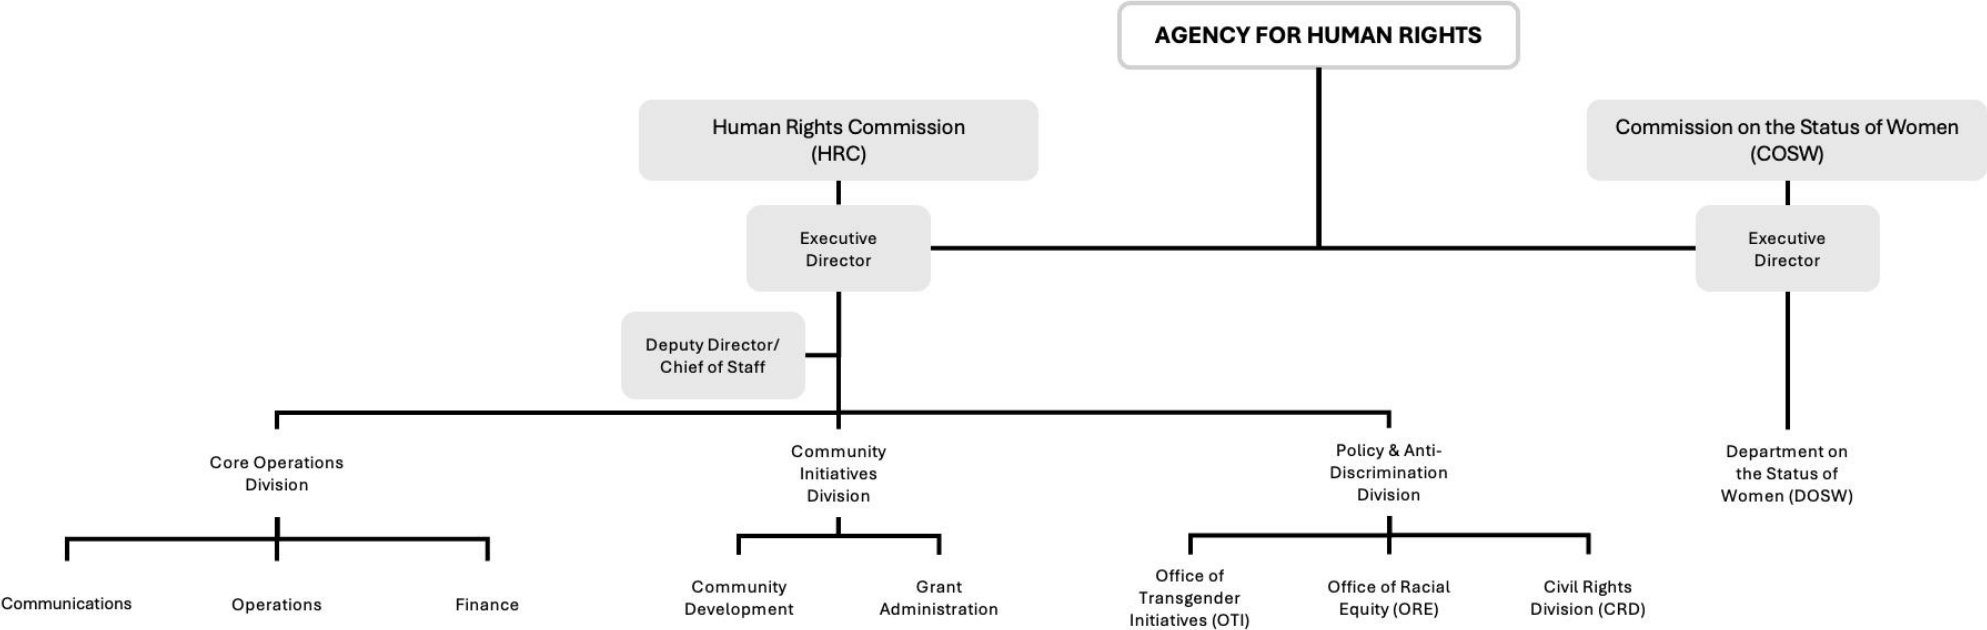 AGENCY FOR HUMAN RIGHTS
Human Rights Commission
(HRC)
Commission on the Status of Women
(COSW)
Executive
Director
Executive
Director
Deputy Director/
Chief of Staff
Core Operations
Division
Community
Initiatives
Division
Policy & Anti-
Discrimination
Division
Department on
the Status of
Women (DOSW)
Communications
Operations
Finance
Community
Development
Grant
Administration
Office of
Transgender
Initiatives (OTI)
Office of Racial
Equity (ORE)
Civil Rights
Division (CRD)